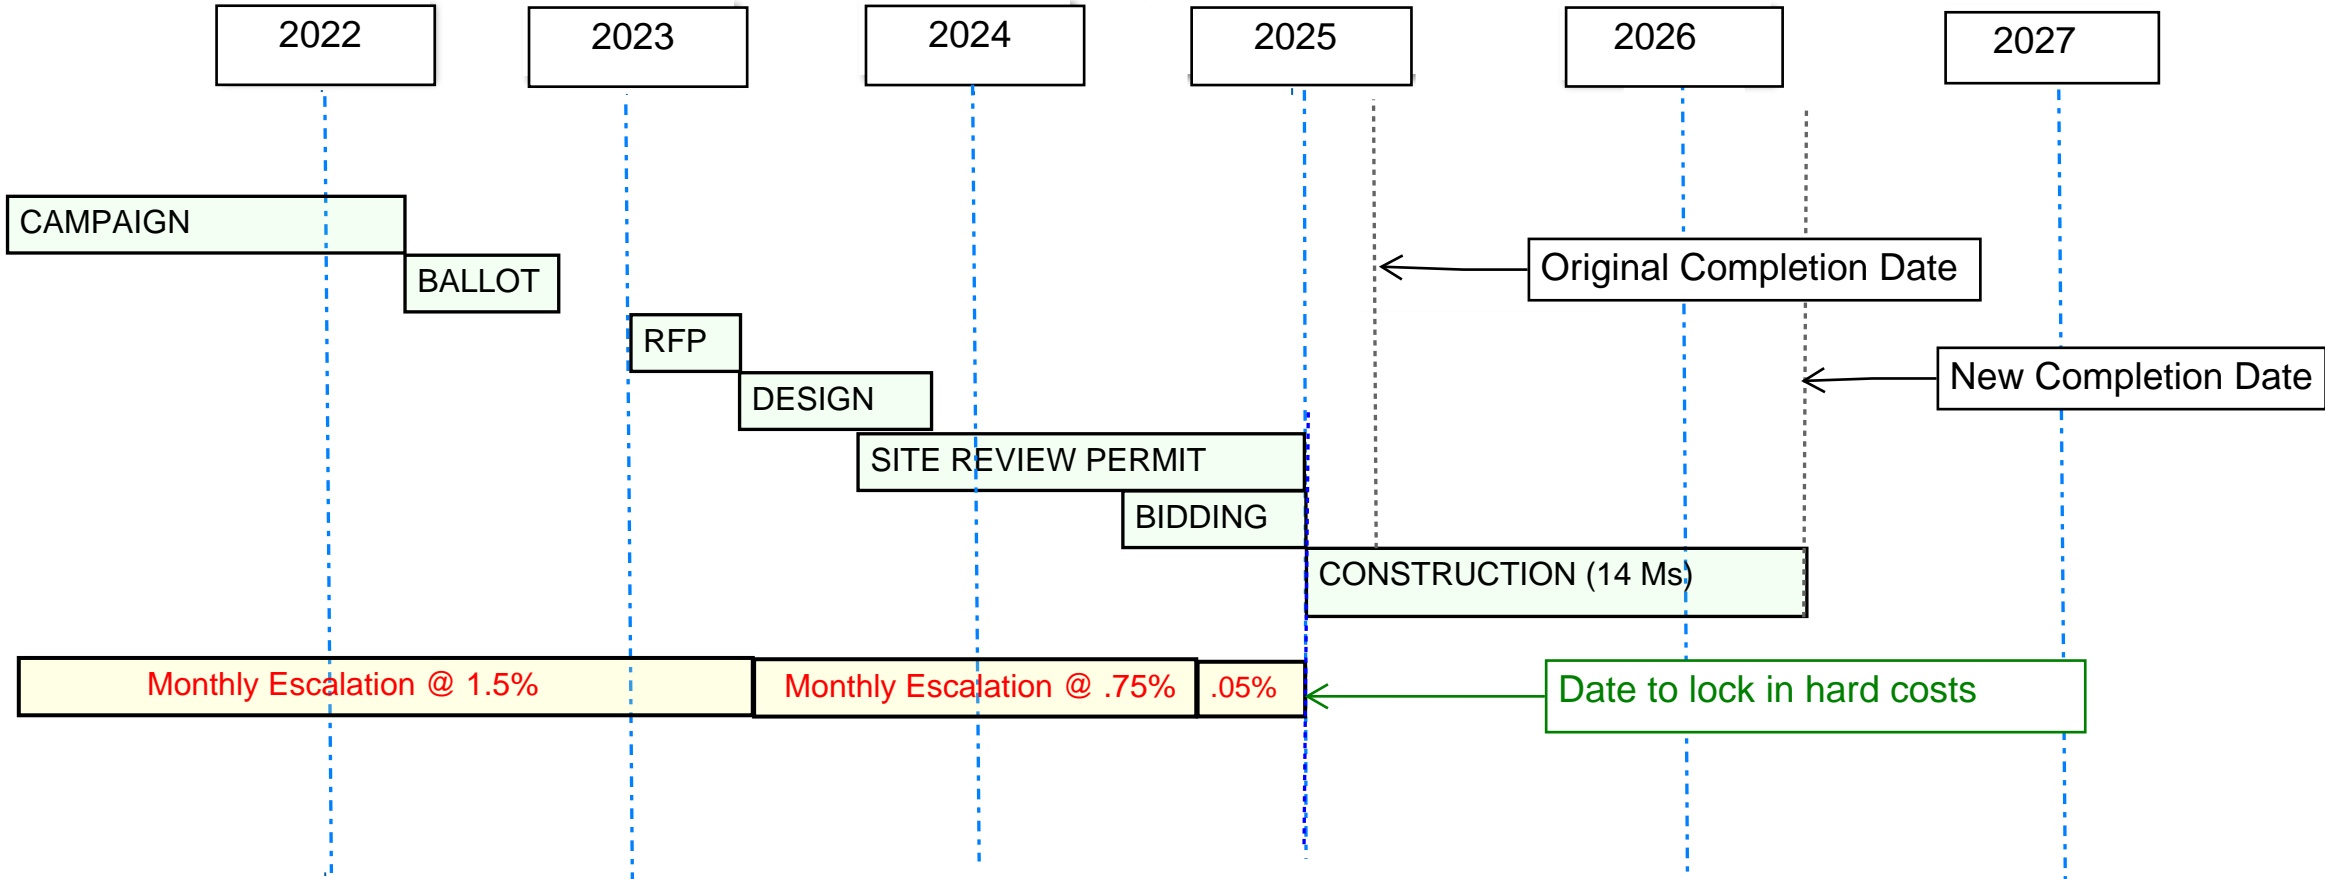 2022
2023
2024
2025
2026
2027
CAMPAIGN
BALLOT
Original Completion Date
RFP
New Completion Date
DESIGN
SITE REVIEW PERMIT
BIDDING
CONSTRUCTION (14 Ms)
Monthly Escalation @ 1.5%
Monthly Escalation @ .75%
.05%
Date to lock in hard costs